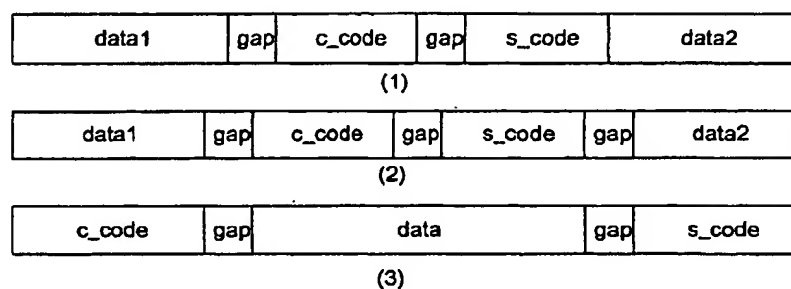 data1 gap c_code gap s_code data2
(1)
data1 gap c_code gap s_code gap data2
(2)
c_code gap data gap s_code
(3)